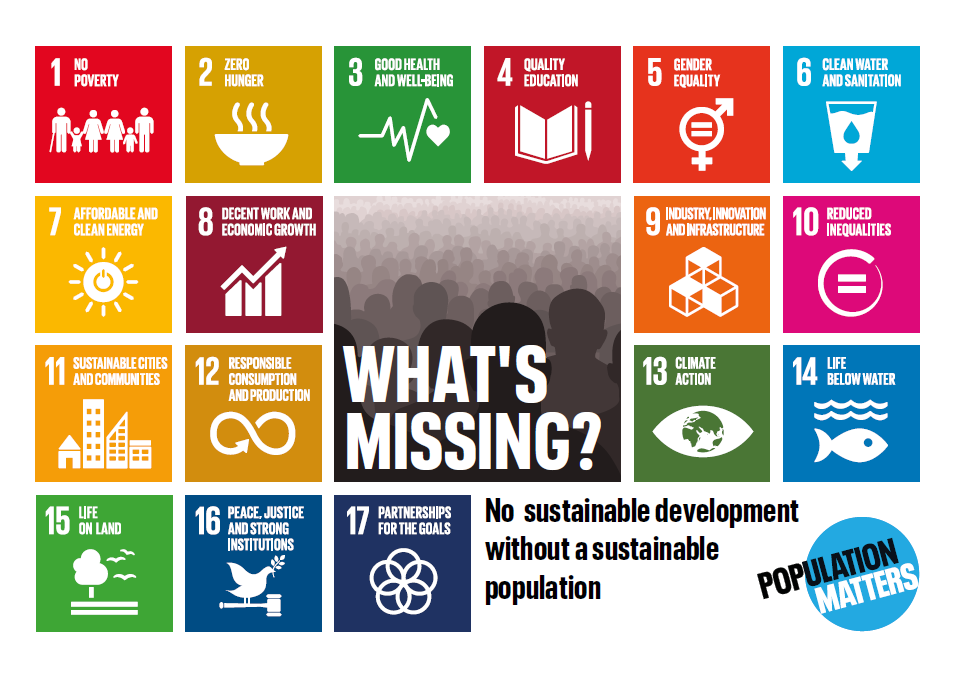 1 NO
POVERTY
2 ZERO
HUNGER
3 GOOD HEALTH
AND WELL-BEING
4 QUALITY
EDUCATION
5 GENDER
EQUALITY
6 CLEAN WATER
AND SANITATION
7 AFFORDABLE AND
CLEAN ENERGY
8 DECENT WORK AND
ECONOMIC GROWTH
9 INDUSTRY, INNOVATION
AND INFRASTRUCTURE
10 REDUCED
INEQUALITIES
WHAT'S
MISSING?
11 SUSTAINABLE CITIES
AND COMMUNITIES
12 RESPONSIBLE
CONSUMPTION
AND PRODUCTION
13 CLIMATE
ACTION
14 LIFE
BELOW WATER
15 LIFE
ON LAND
16 PEACE, JUSTICE
AND STRONG
INSTITUTIONS
17 PARTNERSHIPS
FOR THE GOALS
No sustainable development
without a sustainable
population
POPULATION
MATTERS